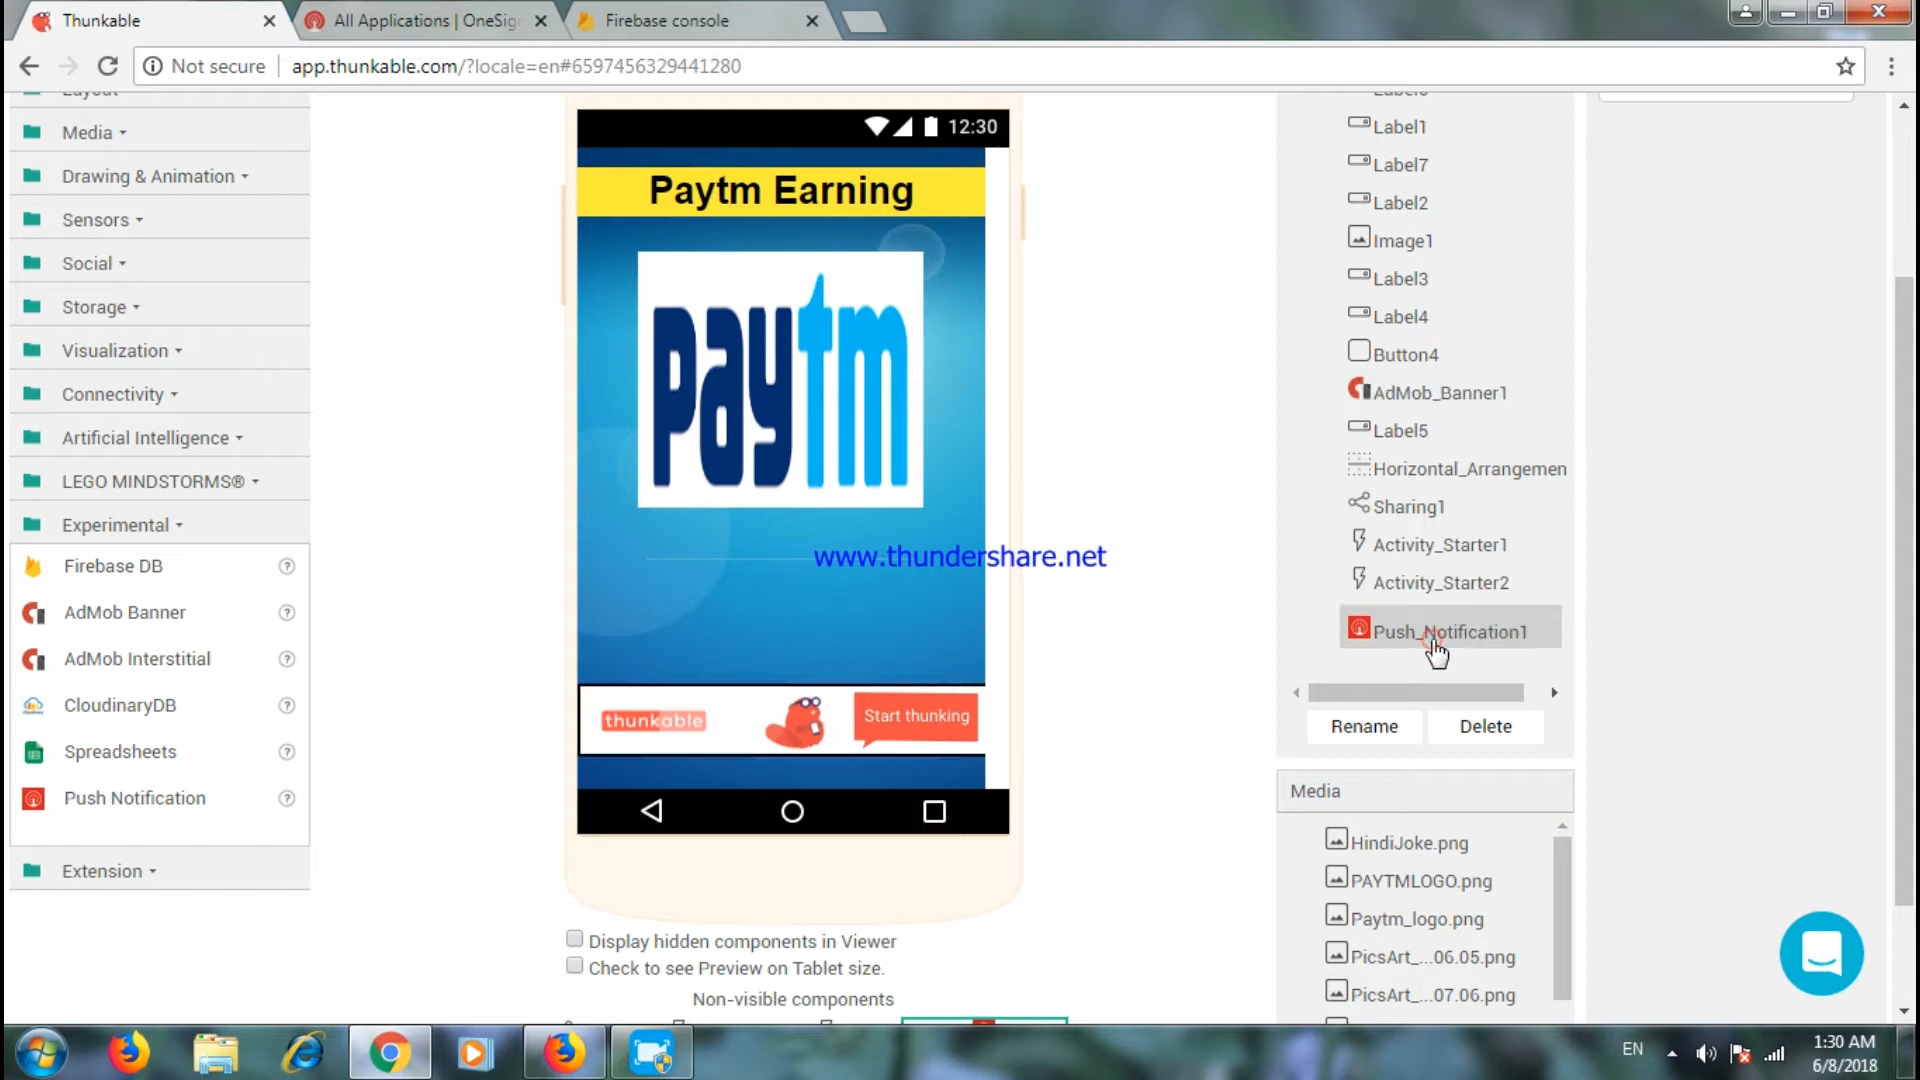 Thunkable
All Applications | OneSig
Firebase console
Not secure
app.thunkable.com/?locale=en#6597456329441280
Media
Drawing & Animation
Sensors
Social
Storage
Visualization
Connectivity
Artificial Intelligence
LEGO MINDSTORMS®
Experimental
Firebase DB
AdMob Banner
AdMob Interstitial
CloudinaryDB
Spreadsheets
Push Notification
Extension
12:30
Paytm Earning
paytm
www.thundershare.net
thunkable
Start thunking
Display hidden components in Viewer
Check to see Preview on Tablet size.
Non-visible components
Label1
Label7
Label2
Image1
Label3
Label4
Button4
AdMob_Banner1
Label5
Horizontal_Arrangemen
Sharing1
Activity_Starter1
Activity_Starter2
Push_Notification1
Rename
Delete
Media
HindiJoke.png
PAYTMLOGO.png
Paytm_logo.png
PicsArt_...06.05.png
PicsArt_...07.06.png
EN
1:30 AM
6/8/2018